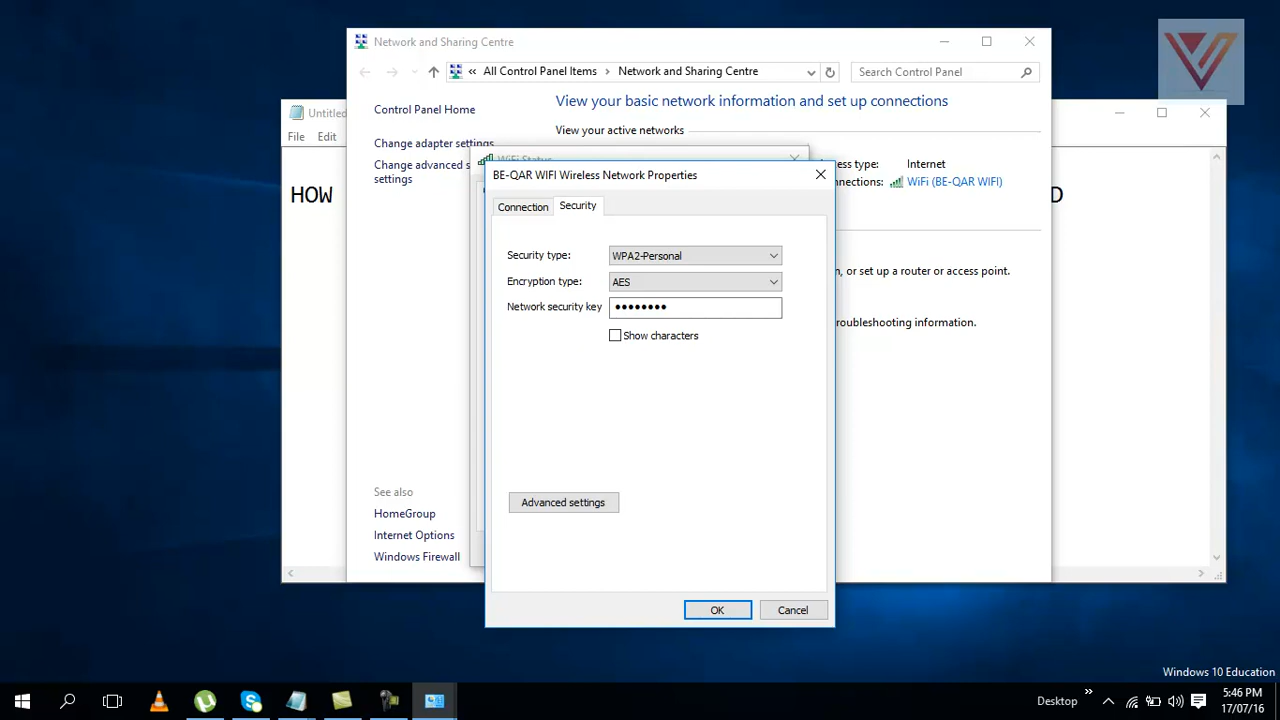 Network and Sharing Centre
« All Control Panel Items > Network and Sharing Centre
Search Control Panel
Untitled
File Edit
HOW
D
Control Panel Home
Change adapter settings
Change advanced s
settings
View your basic network information and set up connections
View your active networks
ess type: Internet
nnections: WiFi (BE-QAR WIFI)
n, or set up a router or access point.
roubleshooting information.
WiFi Status
BE-QAR WIFI Wireless Network Properties
Connection Security
Security type: WPA2-Personal
Encryption type: AES
Network security key ●●●●●●●●
Show characters
Advanced settings
OK Cancel
See also
HomeGroup
Internet Options
Windows Firewall
Windows 10 Education
Desktop
5:46 PM
17/07/16